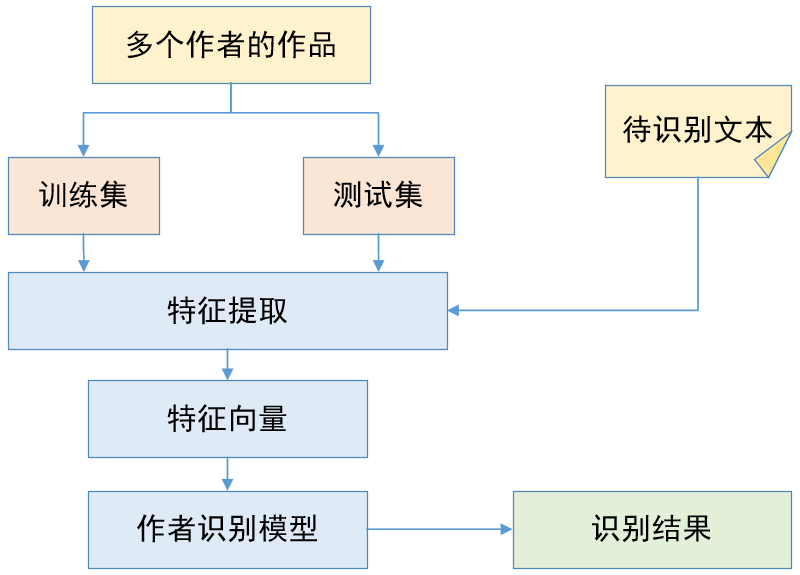 多个作者的作品
待识别文本
训练集
测试集
特征提取
特征向量
作者识别模型
识别结果